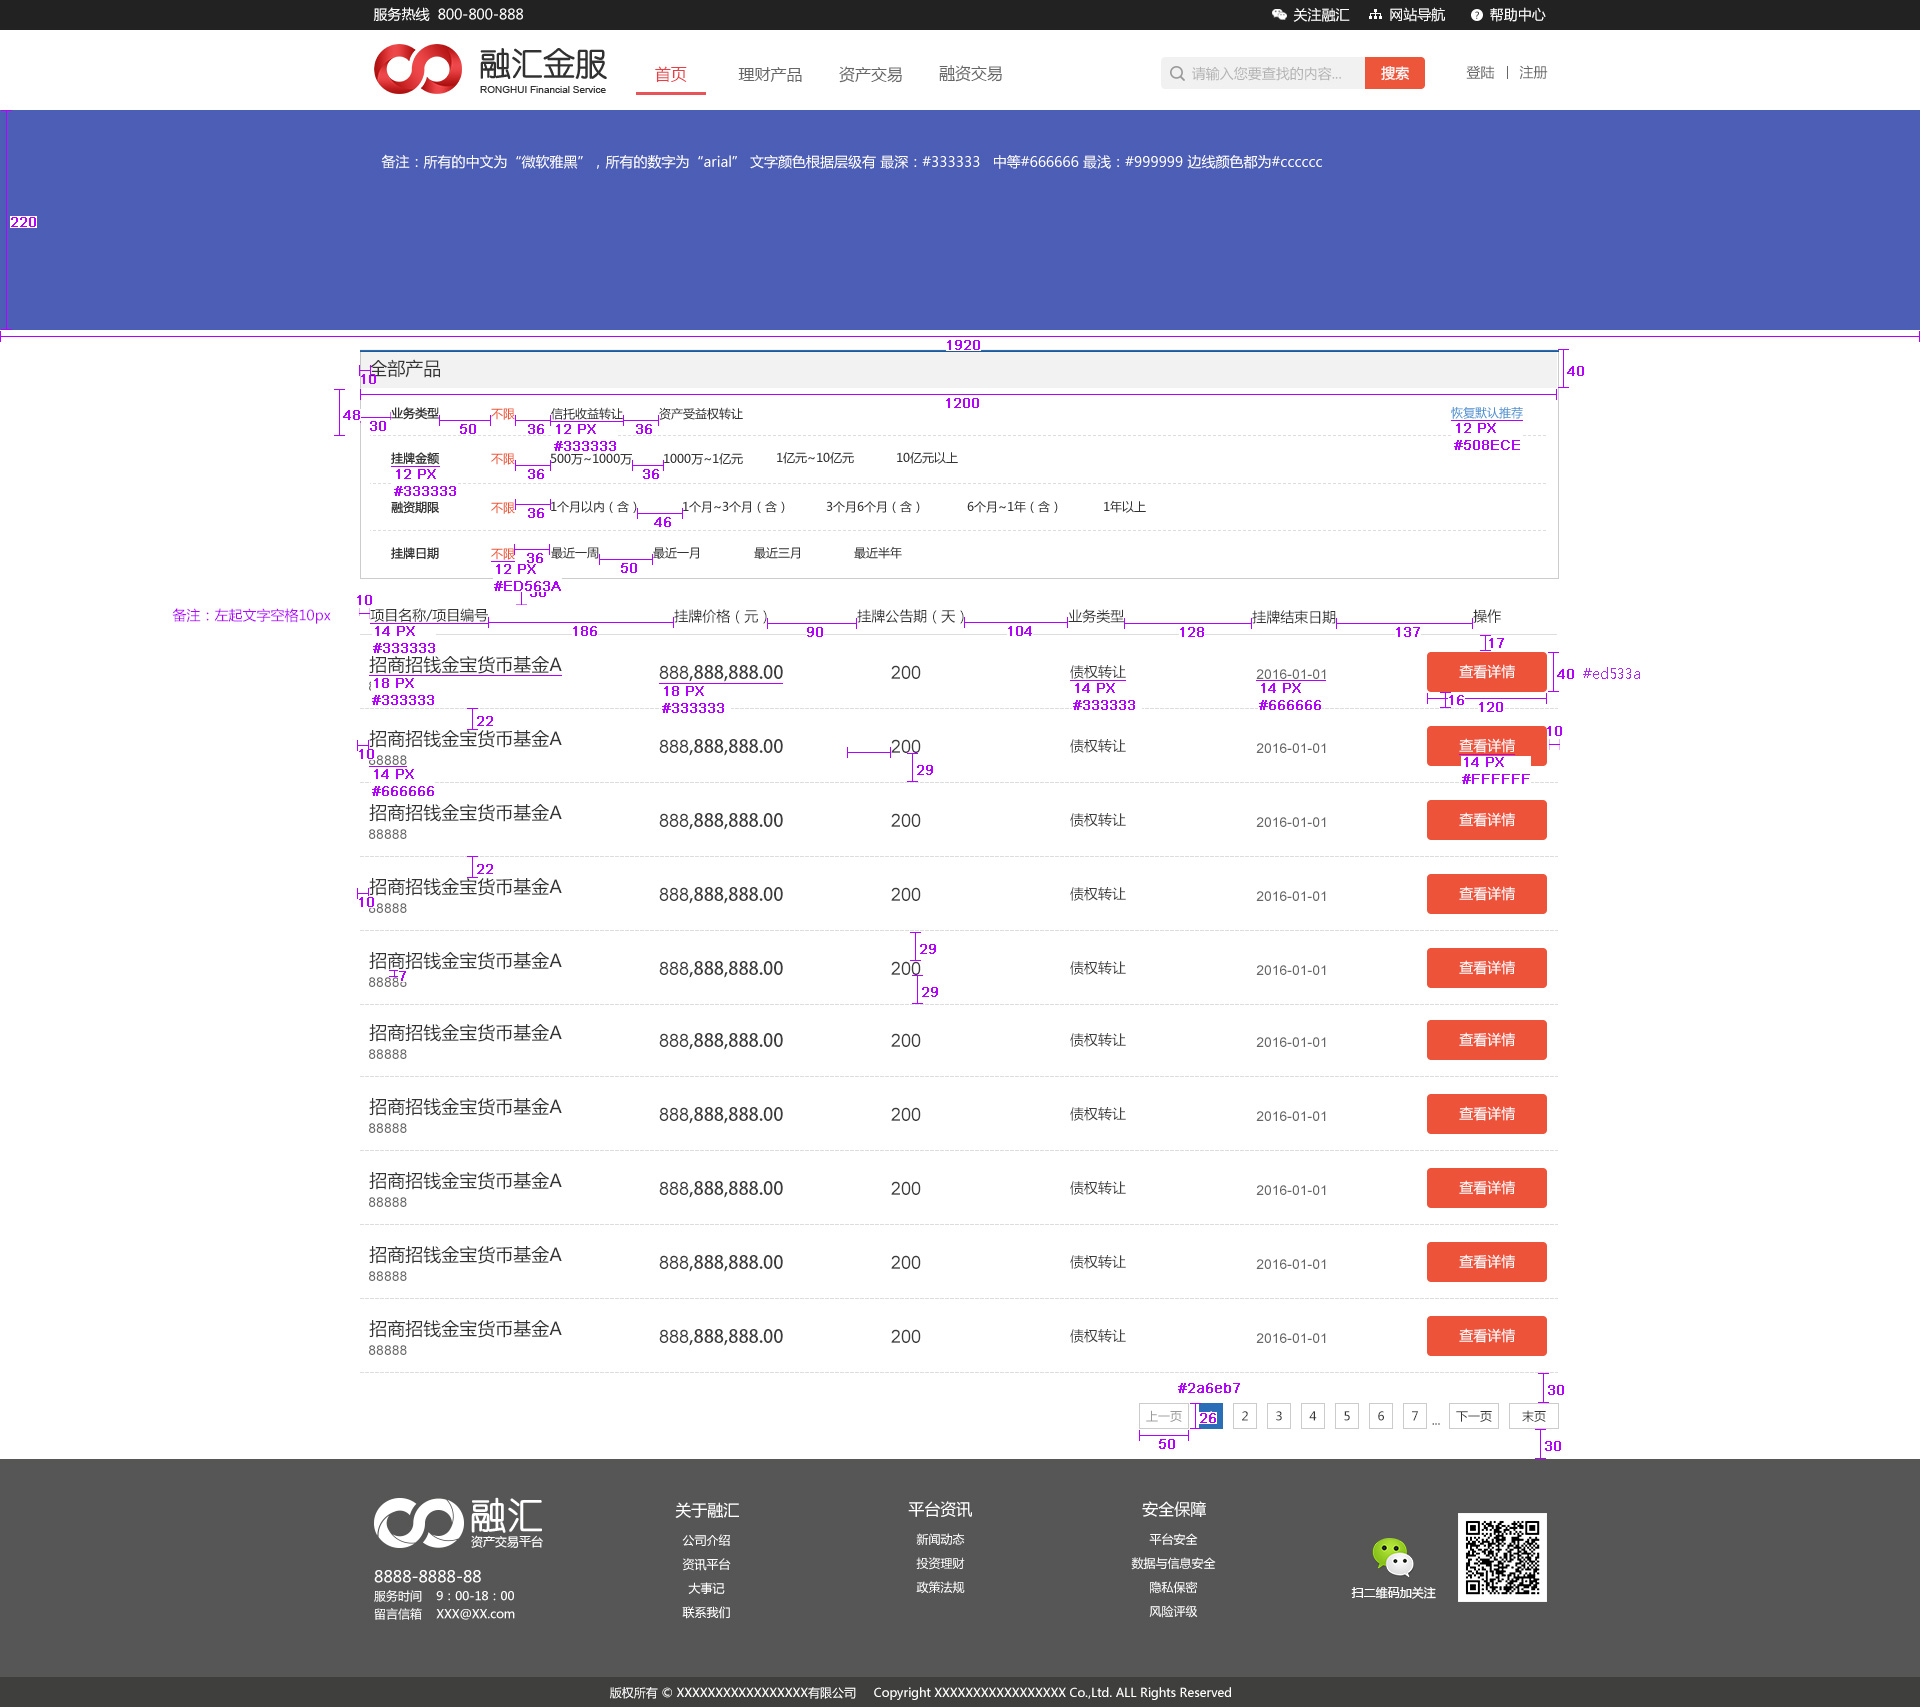 服务热线 800-800-888
关注融汇 网站导航 帮助中心
融汇金服
RONGHUI Financial Service
首页 理财产品 资产交易 融资交易
请输入您要查找的内容... 搜索
登陆 | 注册
备注：所有的中文为“微软雅黑”，所有的数字为“arial” 文字颜色根据层级有 最深：#333333 中等#666666 最浅：#999999 边线颜色都为#cccccc
220
1920
全部产品
10
40
1200
48
业务类型 不限 信托收益转让 资产受益权转让 恢复默认推荐
30 50 36 12 PX 36 12 PX
#333333 #508ECE
挂牌金额 不限 500万~1000万 1000万~1亿元 1亿元~10亿元 10亿元以上
12 PX 36 36
#333333
融资期限 不限 1个月以内（含） 1个月~3个月（含） 3个月6个月（含） 6个月~1年（含） 1年以上
36 46
挂牌日期 不限 最近一周 最近一月 最近三月 最近半年
36 50
12 PX
#ED563A
10
备注：左起文字空格10px
项目名称/项目编号 挂牌价格（元） 挂牌公告期（天） 业务类型 挂牌结束日期 操作
14 PX 186 90 104 128 137
#333333 17
招商招钱金宝货币基金A 888,888,888.00 200 债权转让 2016-01-01 查看详情
40 #ed533a
18 PX 18 PX 14 PX 14 PX
#333333 #333333 #333333 #666666 16 120
22
招商招钱金宝货币基金A 888,888,888.00 200 债权转让 2016-01-01 查看详情
10
88888
10
14 PX 29 14 PX
#666666 #FFFFFF
招商招钱金宝货币基金A 888,888,888.00 200 债权转让 2016-01-01 查看详情
88888
22
招商招钱金宝货币基金A 888,888,888.00 200 债权转让 2016-01-01 查看详情
10
88888
29
招商招钱金宝货币基金A 888,888,888.00 200 债权转让 2016-01-01 查看详情
7
88888
29
招商招钱金宝货币基金A 888,888,888.00 200 债权转让 2016-01-01 查看详情
88888
招商招钱金宝货币基金A 888,888,888.00 200 债权转让 2016-01-01 查看详情
88888
招商招钱金宝货币基金A 888,888,888.00 200 债权转让 2016-01-01 查看详情
88888
招商招钱金宝货币基金A 888,888,888.00 200 债权转让 2016-01-01 查看详情
88888
招商招钱金宝货币基金A 888,888,888.00 200 债权转让 2016-01-01 查看详情
88888
#2a6eb7 30
上一页 26 2 3 4 5 6 7 ... 下一页 末页
50 30
融汇
资产交易平台
8888-8888-88
服务时间 9：00-18：00
留言信箱 XXX@XX.com
关于融汇
公司介绍
资讯平台
大事记
联系我们
平台资讯
新闻动态
投资理财
政策法规
安全保障
平台安全
数据与信息安全
隐私保密
风险评级
扫二维码加关注
版权所有 © XXXXXXXXXXXXXXXXX有限公司 Copyright XXXXXXXXXXXXXXXXX Co.,Ltd. ALL Rights Reserved